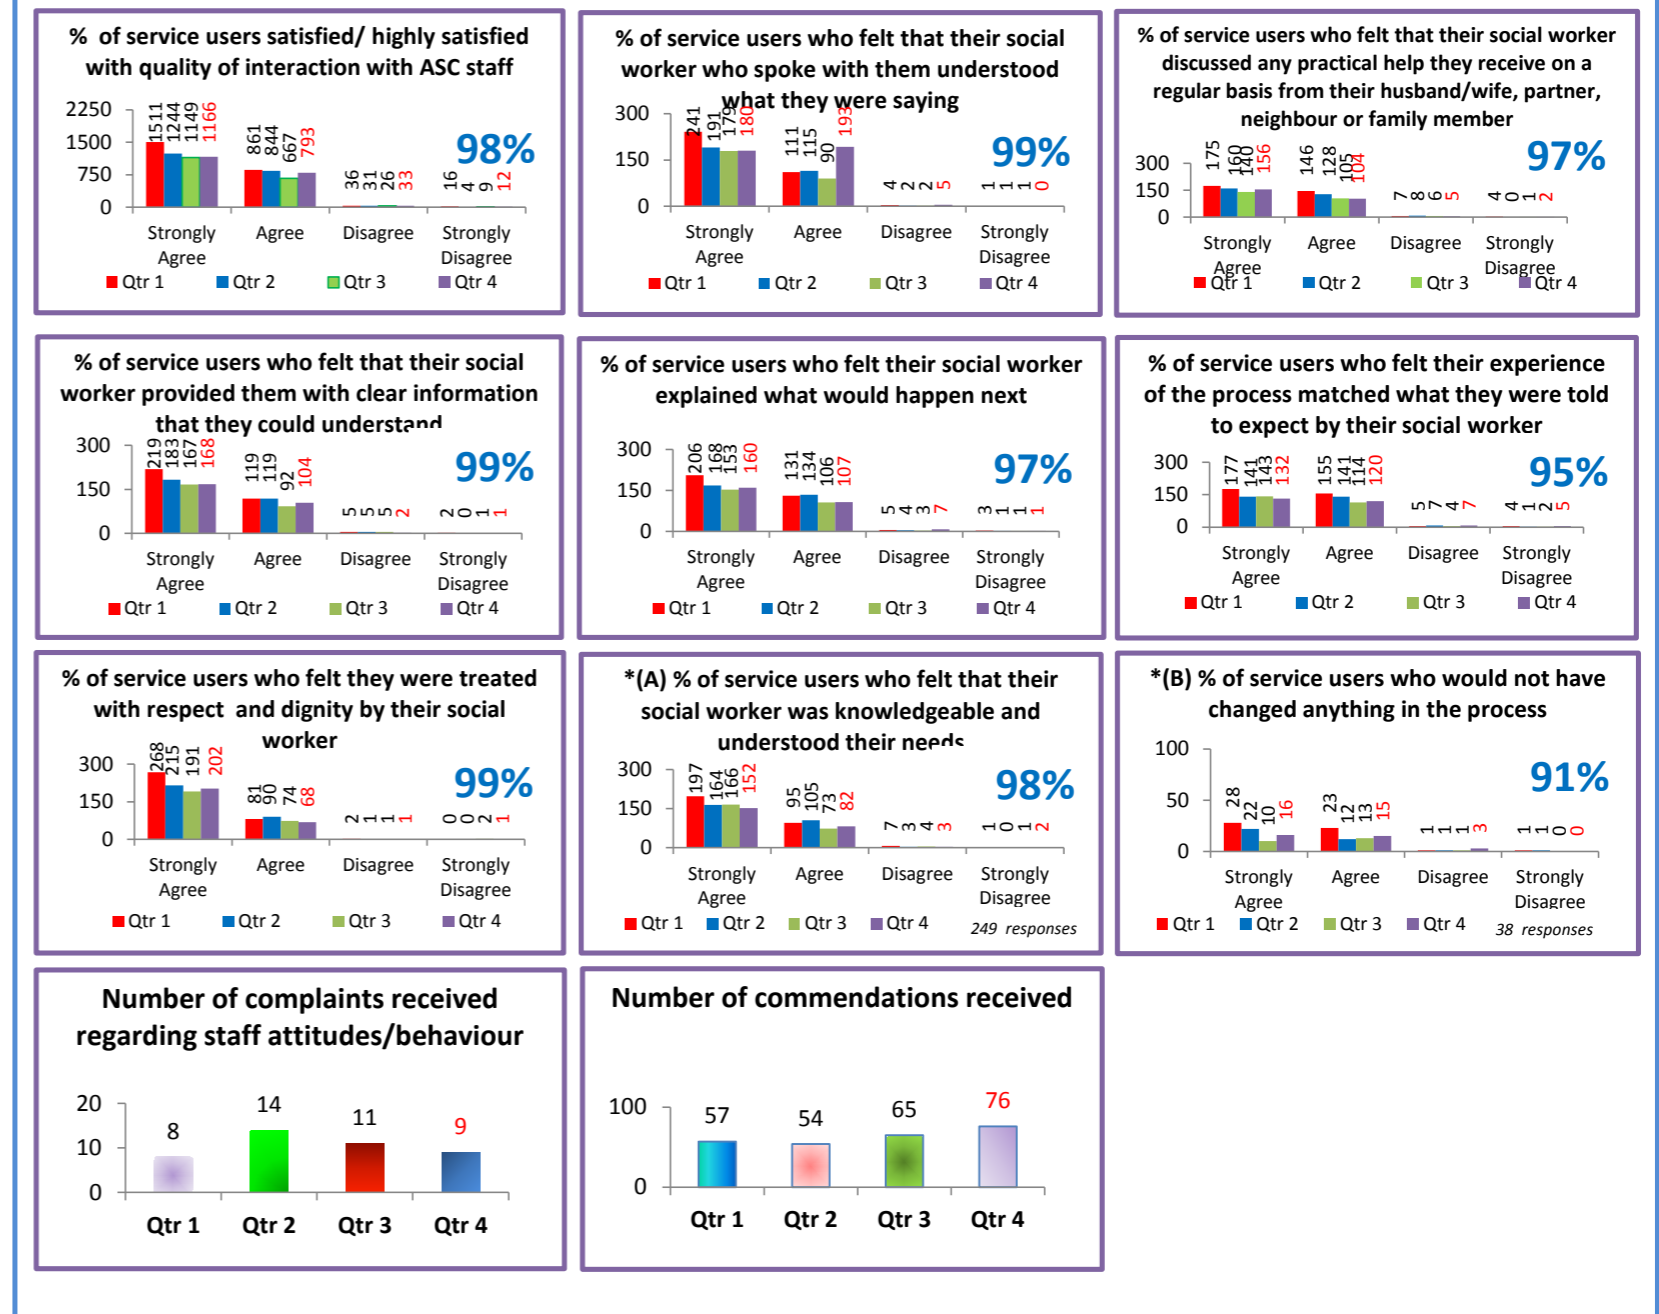 % of service users satisfied/ highly satisfied
with quality of interaction with ASC staff
2250
1500
750
0
1511
1244
1149
1166
861
844
667
793
36
31
26
33
16
4
9
12
98%
Strongly
Agree
Agree
Disagree
Strongly
Disagree
Qtr 1
Qtr 2
Qtr 3
Qtr 4
% of service users who felt that their social
worker who spoke with them understood
what they were saying
300
150
0
241
191
179
180
111
115
90
193
4
2
2
5
1
1
1
0
99%
Strongly
Agree
Agree
Disagree
Strongly
Disagree
Qtr 1
Qtr 2
Qtr 3
Qtr 4
% of service users who felt that their social worker
discussed any practical help they receive on a
regular basis from their husband/wife, partner,
neighbour or family member
300
150
0
175
160
140
156
146
128
105
104
7
8
6
5
4
0
1
2
97%
Strongly
Agree
Agree
Disagree
Strongly
Disagree
Qtr 1
Qtr 2
Qtr 3
Qtr 4
% of service users who felt that their social
worker provided them with clear information
that they could understand
300
150
0
219
183
167
168
119
119
92
104
5
5
5
2
2
0
1
1
99%
Strongly
Agree
Agree
Disagree
Strongly
Disagree
Qtr 1
Qtr 2
Qtr 3
Qtr 4
% of service users who felt their social worker
explained what would happen next
300
150
0
206
168
153
160
131
134
106
107
5
4
3
7
3
1
1
1
97%
Strongly
Agree
Agree
Disagree
Strongly
Disagree
Qtr 1
Qtr 2
Qtr 3
Qtr 4
% of service users who felt their experience
of the process matched what they were told
to expect by their social worker
300
150
0
177
141
143
132
155
141
114
120
5
7
4
7
4
1
2
5
95%
Strongly
Agree
Agree
Disagree
Strongly
Disagree
Qtr 1
Qtr 2
Qtr 3
Qtr 4
% of service users who felt they were treated
with respect and dignity by their social
worker
300
150
0
268
215
191
202
81
90
74
68
2
1
1
1
0
0
2
1
99%
Strongly
Agree
Agree
Disagree
Strongly
Disagree
Qtr 1
Qtr 2
Qtr 3
Qtr 4
*(A) % of service users who felt that their
social worker was knowledgeable and
understood their needs
300
150
0
197
164
166
152
95
105
73
82
7
3
4
3
1
0
1
2
98%
Strongly
Agree
Agree
Disagree
Strongly
Disagree
Qtr 1
Qtr 2
Qtr 3
Qtr 4
249 responses
*(B) % of service users who would not have
changed anything in the process
100
50
0
28
22
10
16
23
12
13
15
1
1
1
3
1
1
0
0
91%
Strongly
Agree
Agree
Disagree
Strongly
Disagree
Qtr 1
Qtr 2
Qtr 3
Qtr 4
38 responses
Number of complaints received
regarding staff attitudes/behaviour
20
10
0
8
14
11
9
Qtr 1
Qtr 2
Qtr 3
Qtr 4
Number of commendations received
100
0
57
54
65
76
Qtr 1
Qtr 2
Qtr 3
Qtr 4